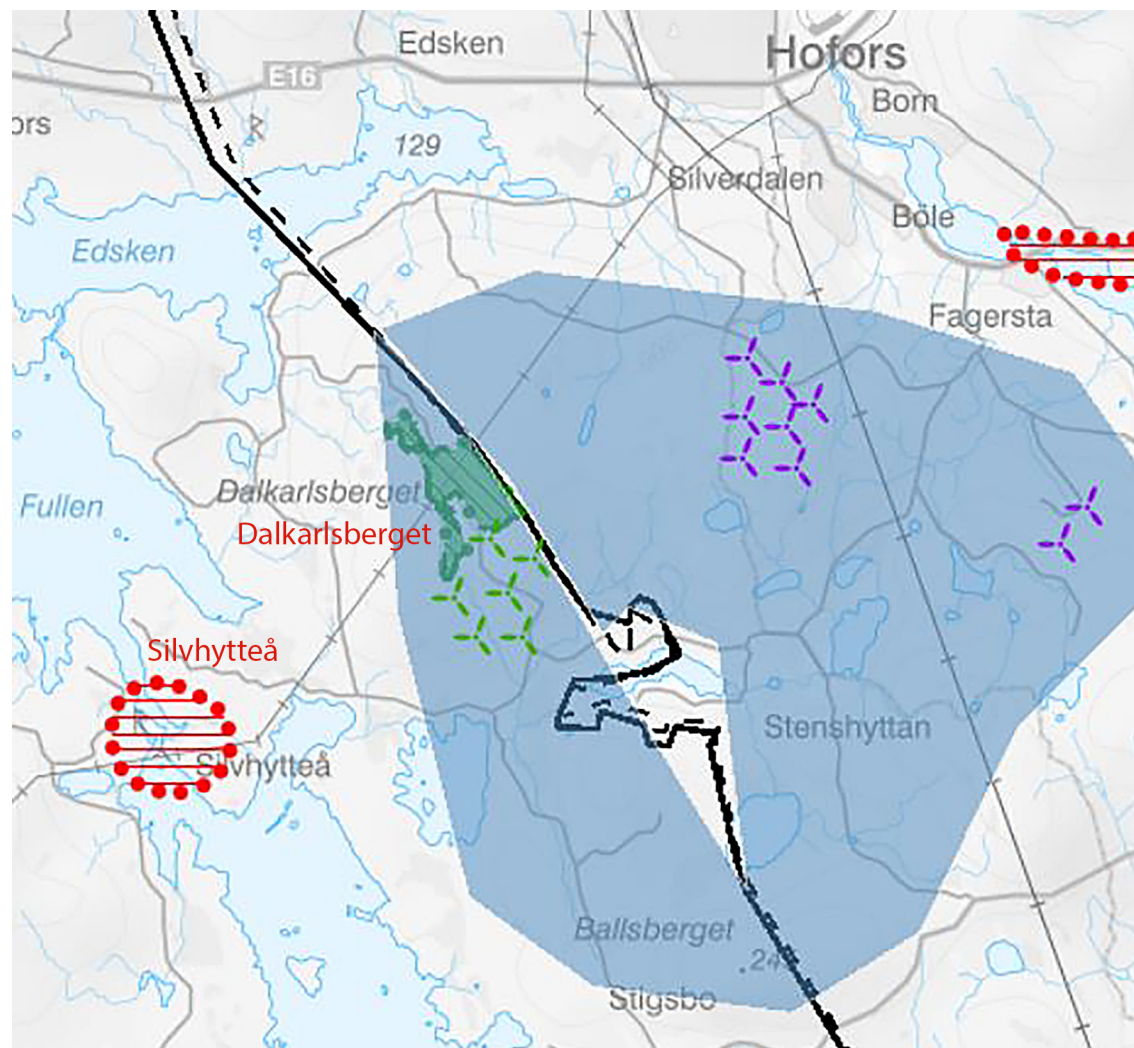 Edsken
Hofors
E16
Born
ors
129
Silverdalen
Böle
Edsken
Fagersta
Dalkarlsberget
Fullen
Dalkarlsberget
Silvhytteå
Stenshyttan
Silvhytteå
Ballsberget
Stigsbo